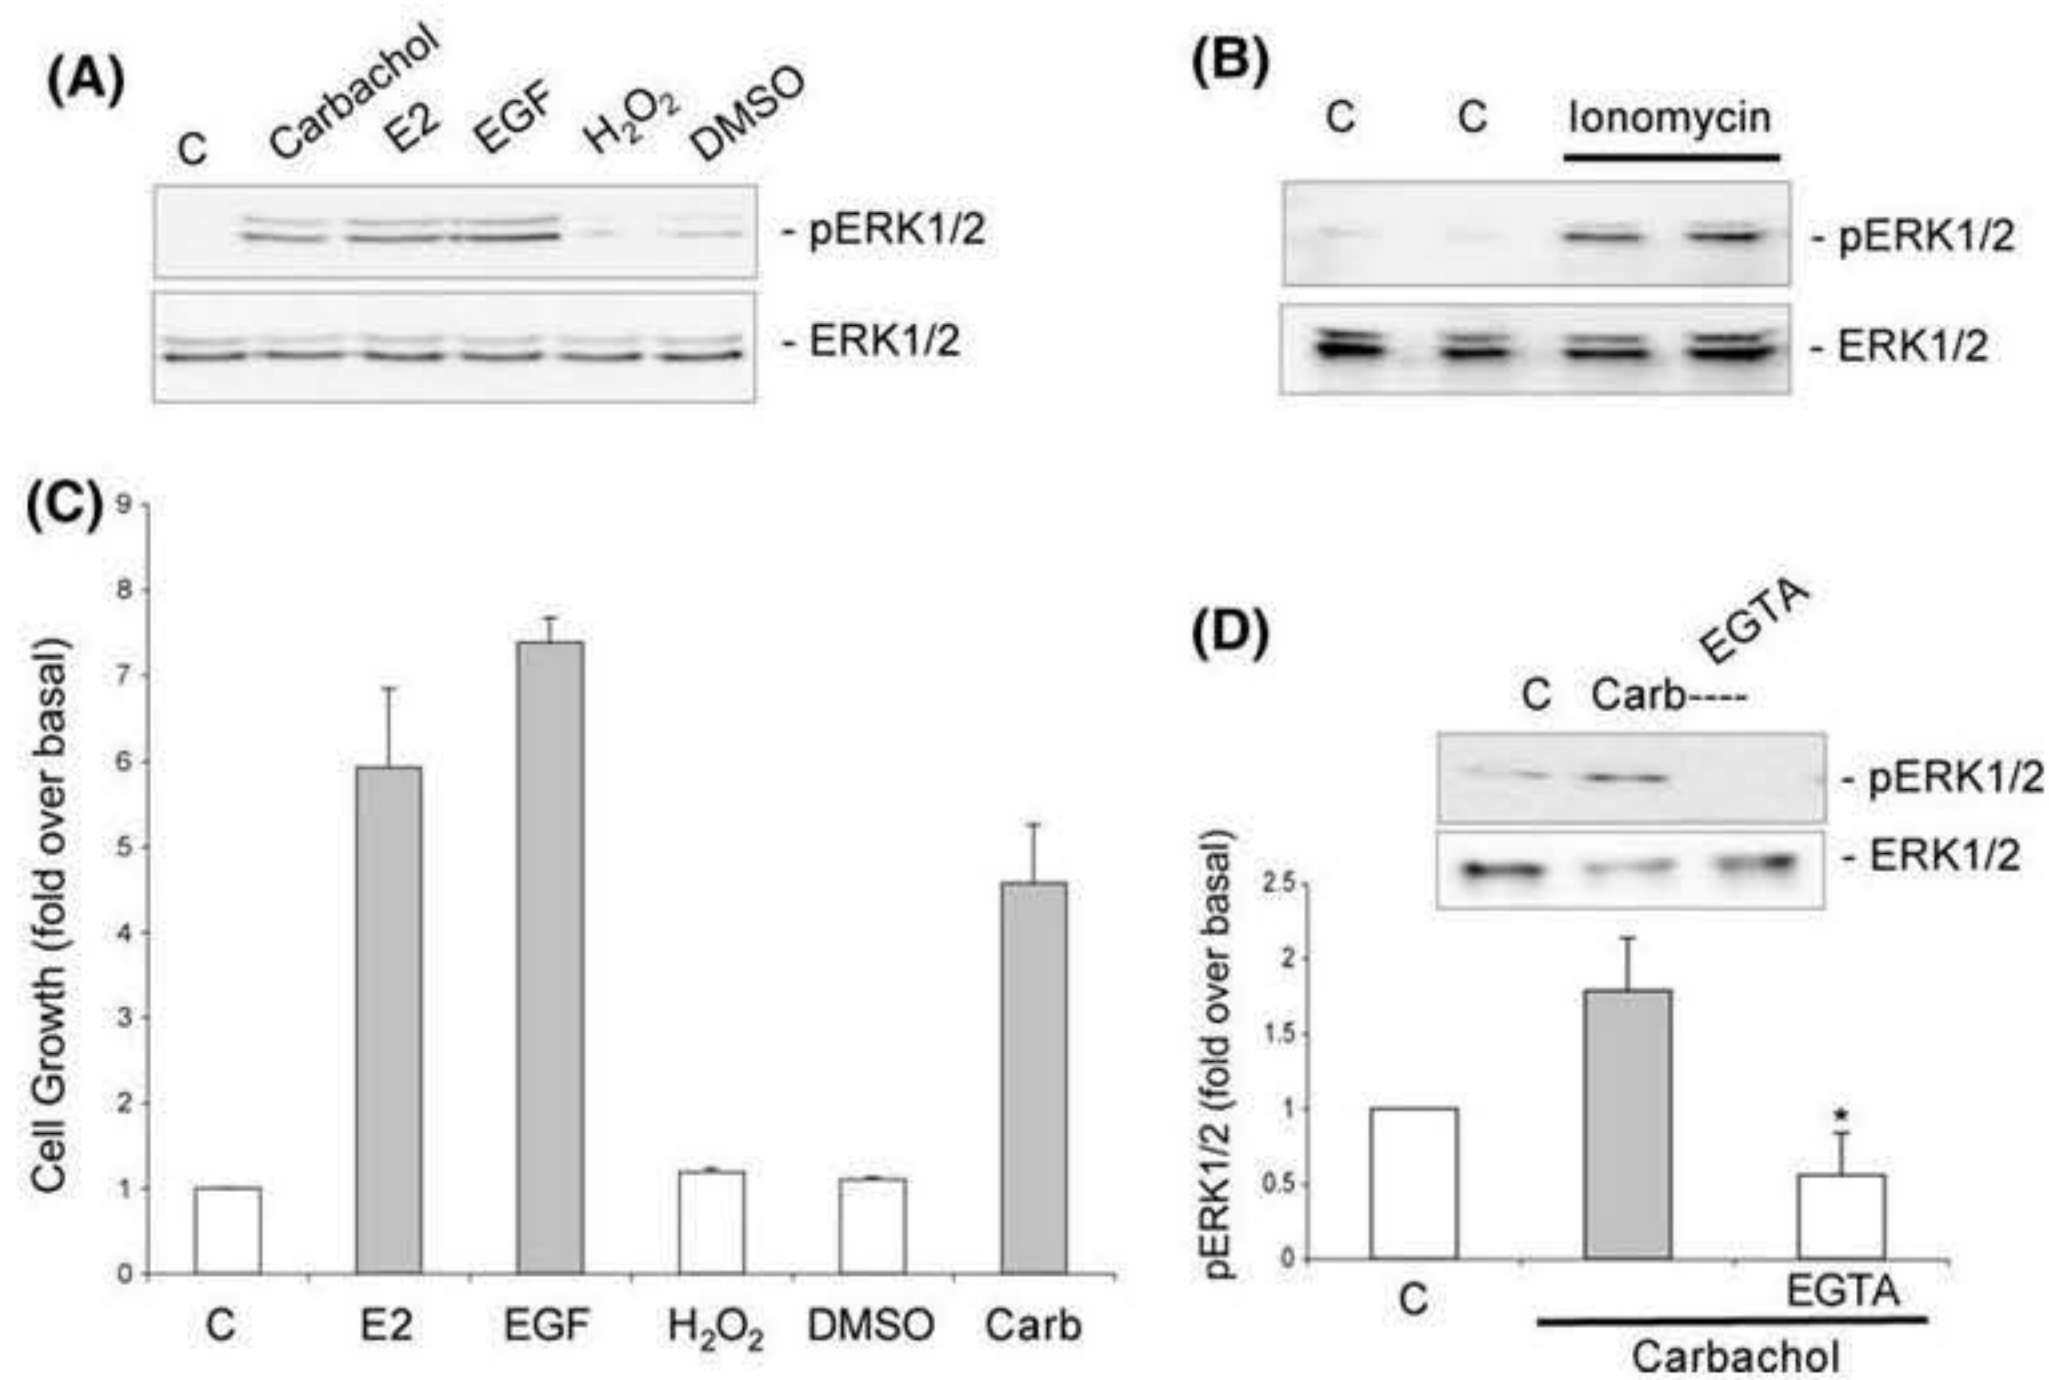 (A)
C Carbachol E2 EGF H₂O₂ DMSO
- pERK1/2
- ERK1/2
(B)
C C Ionomycin
- pERK1/2
- ERK1/2
(C)
Cell Growth (fold over basal)
9
8
7
6
5
4
3
2
1
0
C E2 EGF H₂O₂ DMSO Carb
(D)
EGTA
C Carb----
- pERK1/2
- ERK1/2
pERK1/2 (fold over basal)
2.5
2
1.5
1
0.5
0
*
C EGTA
Carbachol